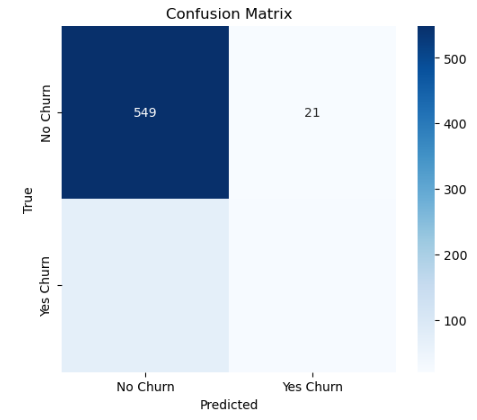 Confusion Matrix
No Churn
549
21
500
400
300
200
100
True
Yes Churn
No Churn
Yes Churn
Predicted